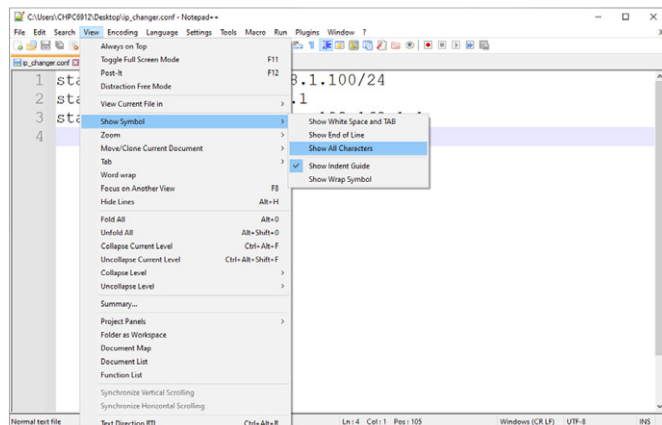 C:\Users\CHPC6912\Desktop\ip_changer.conf - Notepad++
File Edit Search View Encoding Language Settings Tools Macro Run Plugins Window ?
ip_changer.conf
1 sta 8.1.100/24
2 sta .1
3 sta
4
Always on Top
Toggle Full Screen Mode F11
Post-It F12
Distraction Free Mode
View Current File in
Show Symbol
Zoom
Move/Clone Current Document
Tab
Word wrap
Focus on Another View F8
Hide Lines Alt+H
Fold All Alt+0
Unfold All Alt+Shift+0
Collapse Current Level Ctrl+Alt+F
Uncollapse Current Level Ctrl+Alt+Shift+F
Collapse Level
Uncollapse Level
Summary...
Project Panels
Folder as Workspace
Document Map
Document List
Function List
Synchronize Vertical Scrolling
Synchronize Horizontal Scrolling
Text Direction RTL Ctrl+Alt+R
Show White Space and TAB
Show End of Line
Show All Characters
Show Indent Guide
Show Wrap Symbol
Normal text file Ln : 4 Col : 1 Pos : 105 Windows (CR LF) UTF-8 INS